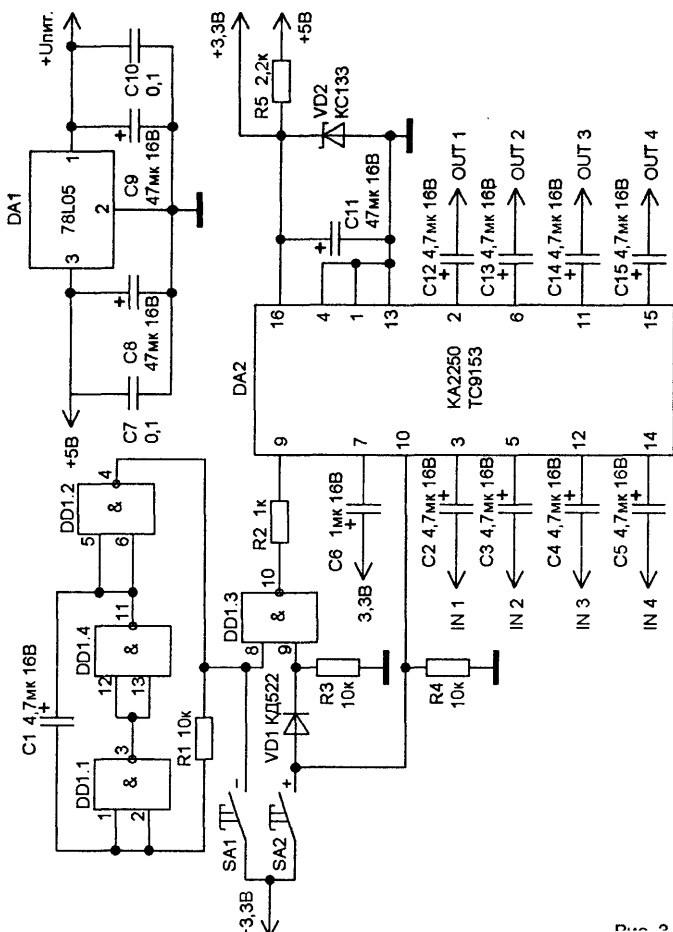 DA1
78L05
3
1
2
+5В
+Uпит.
C7
0,1
C8
47мк 16В
C9
47мк 16В
C10
0,1
C1 4,7мк 16В
+
DD1.1
&
1
2
3
DD1.4
&
12
13
11
DD1.2
&
5
6
4
R1 10к
SA1
−
SA2
+
+3,3В
VD1 КД522
DD1.3
&
8
9
10
R2 1к
R3
10к
R4
10к
C6 1мк 16В
+
3,3В
C2 4,7мк 16В
+
IN 1
C3 4,7мк 16В
+
IN 2
C4 4,7мк 16В
+
IN 3
C5 4,7мк 16В
+
IN 4
DA2
KA2250
TC9153
9
7
10
3
5
12
14
16
4
1
13
2
6
11
15
+3,3В
+5В
R5 2,2к
VD2
КС133
C11
47мк 16В
+
C12 4,7мк 16В
+
OUT 1
C13 4,7мк 16В
+
OUT 2
C14 4,7мк 16В
+
OUT 3
C15 4,7мк 16В
+
OUT 4
Рис. 3